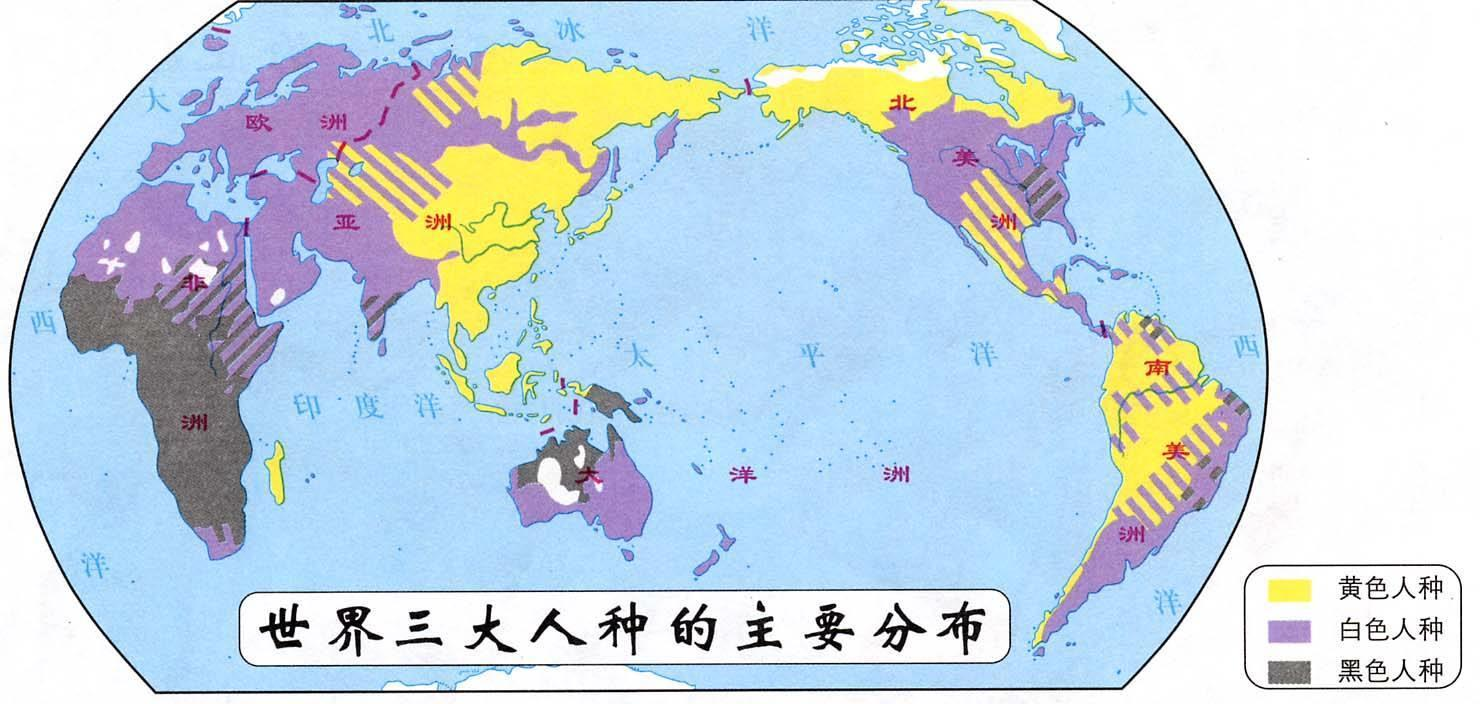 北冰洋
大
大
欧洲
北
美
洲
亚洲
非
洲
西
西
太平洋
印度洋
南
美
洲
大洋洲
洋
洋
世界三大人种的主要分布
黄色人种
白色人种
黑色人种